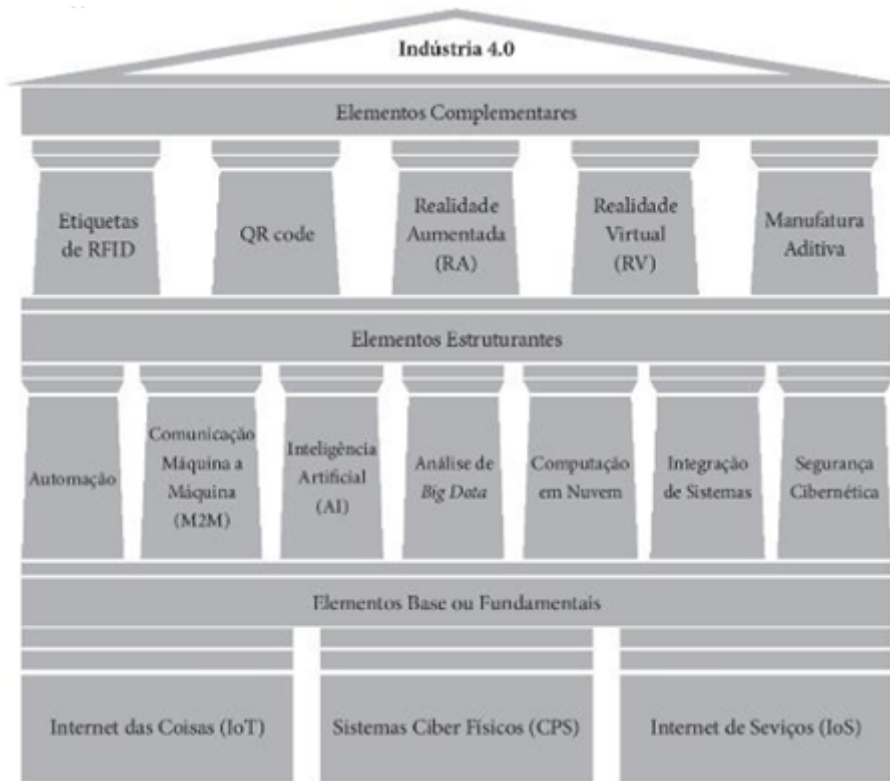 Indústria 4.0
Elementos Complementares
Etiquetas
de RFID
QR code
Realidade
Aumentada
(RA)
Realidade
Virtual
(RV)
Manufatura
Aditiva
Elementos Estruturantes
Automação
Comunicação
Máquina a
Máquina
(M2M)
Inteligência
Artificial
(AI)
Análise de
Big Data
Computação
em Nuvem
Integração
de Sistemas
Segurança
Cibernética
Elementos Base ou Fundamentais
Internet das Coisas (IoT)
Sistemas Ciber Físicos (CPS)
Internet de Seviços (IoS)